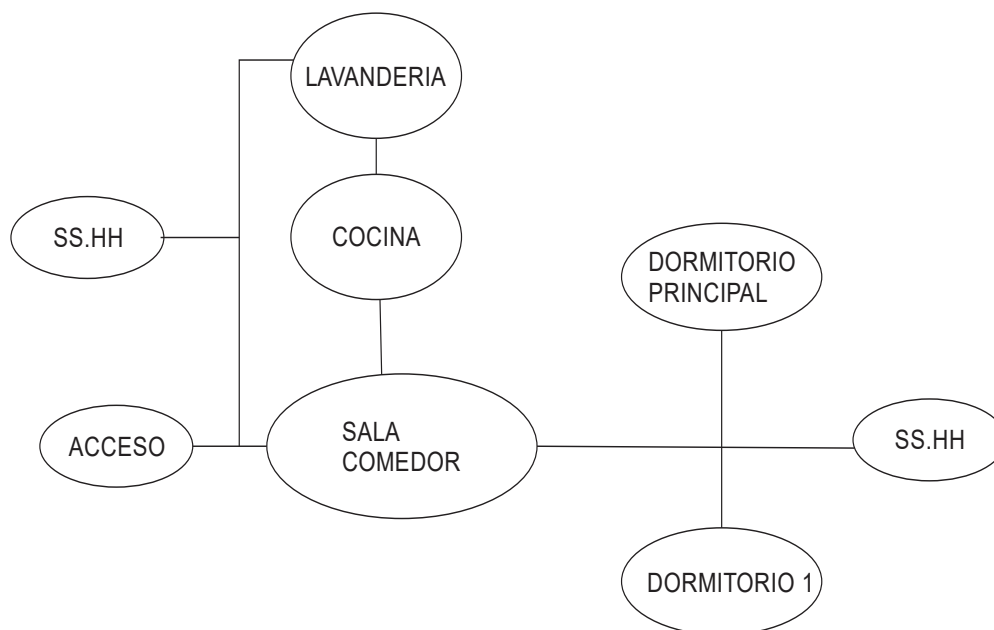 LAVANDERIA
SS.HH
COCINA
DORMITORIO
PRINCIPAL
ACCESO
SALA
COMEDOR
SS.HH
DORMITORIO 1